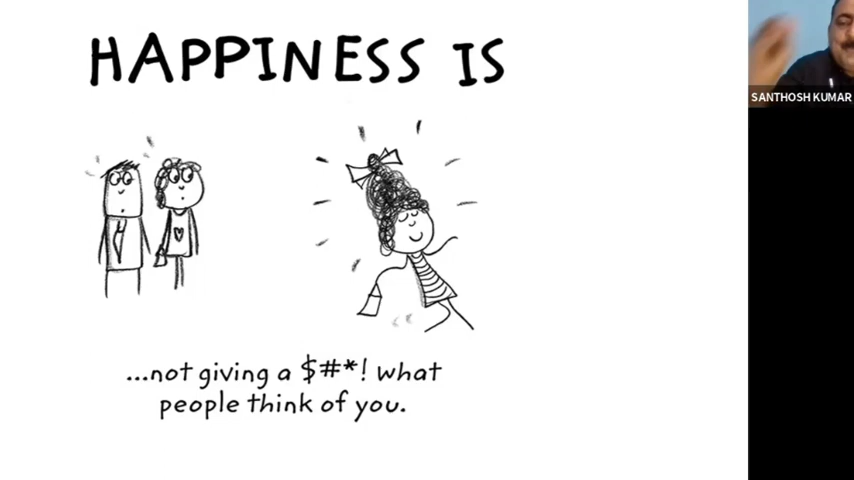 HAPPINESS IS
SANTHOSH KUMAR
...not giving a $#*! what
people think of you.